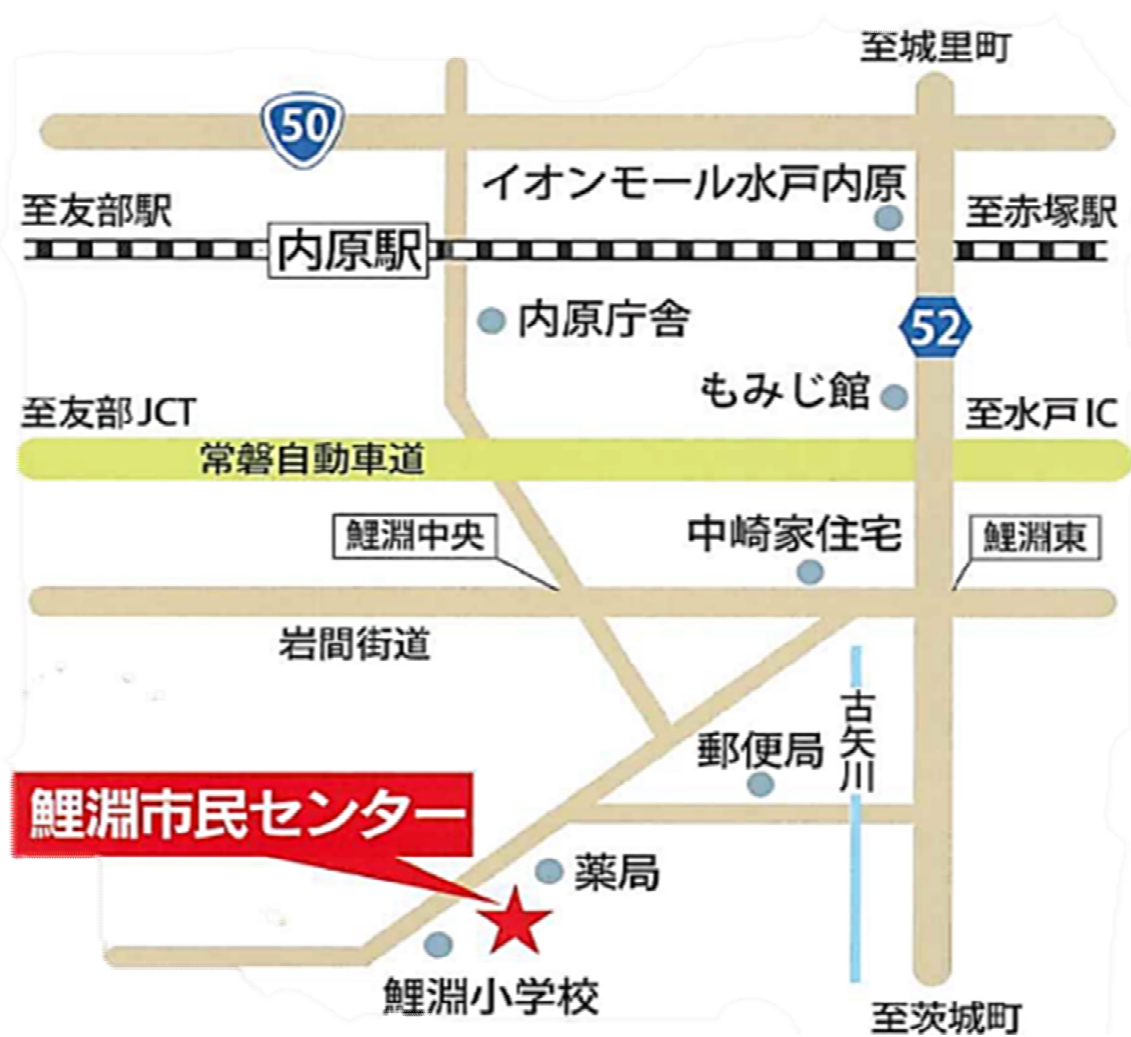 至城里町
50
イオンモール水戸内原
至友部駅
至赤塚駅
内原駅
内原庁舎
52
もみじ館
至友部JCT
至水戸IC
常磐自動車道
鯉淵中央
中崎家住宅
鯉淵東
岩間街道
古矢川
郵便局
鯉淵市民センター
薬局
鯉淵小学校
至茨城町